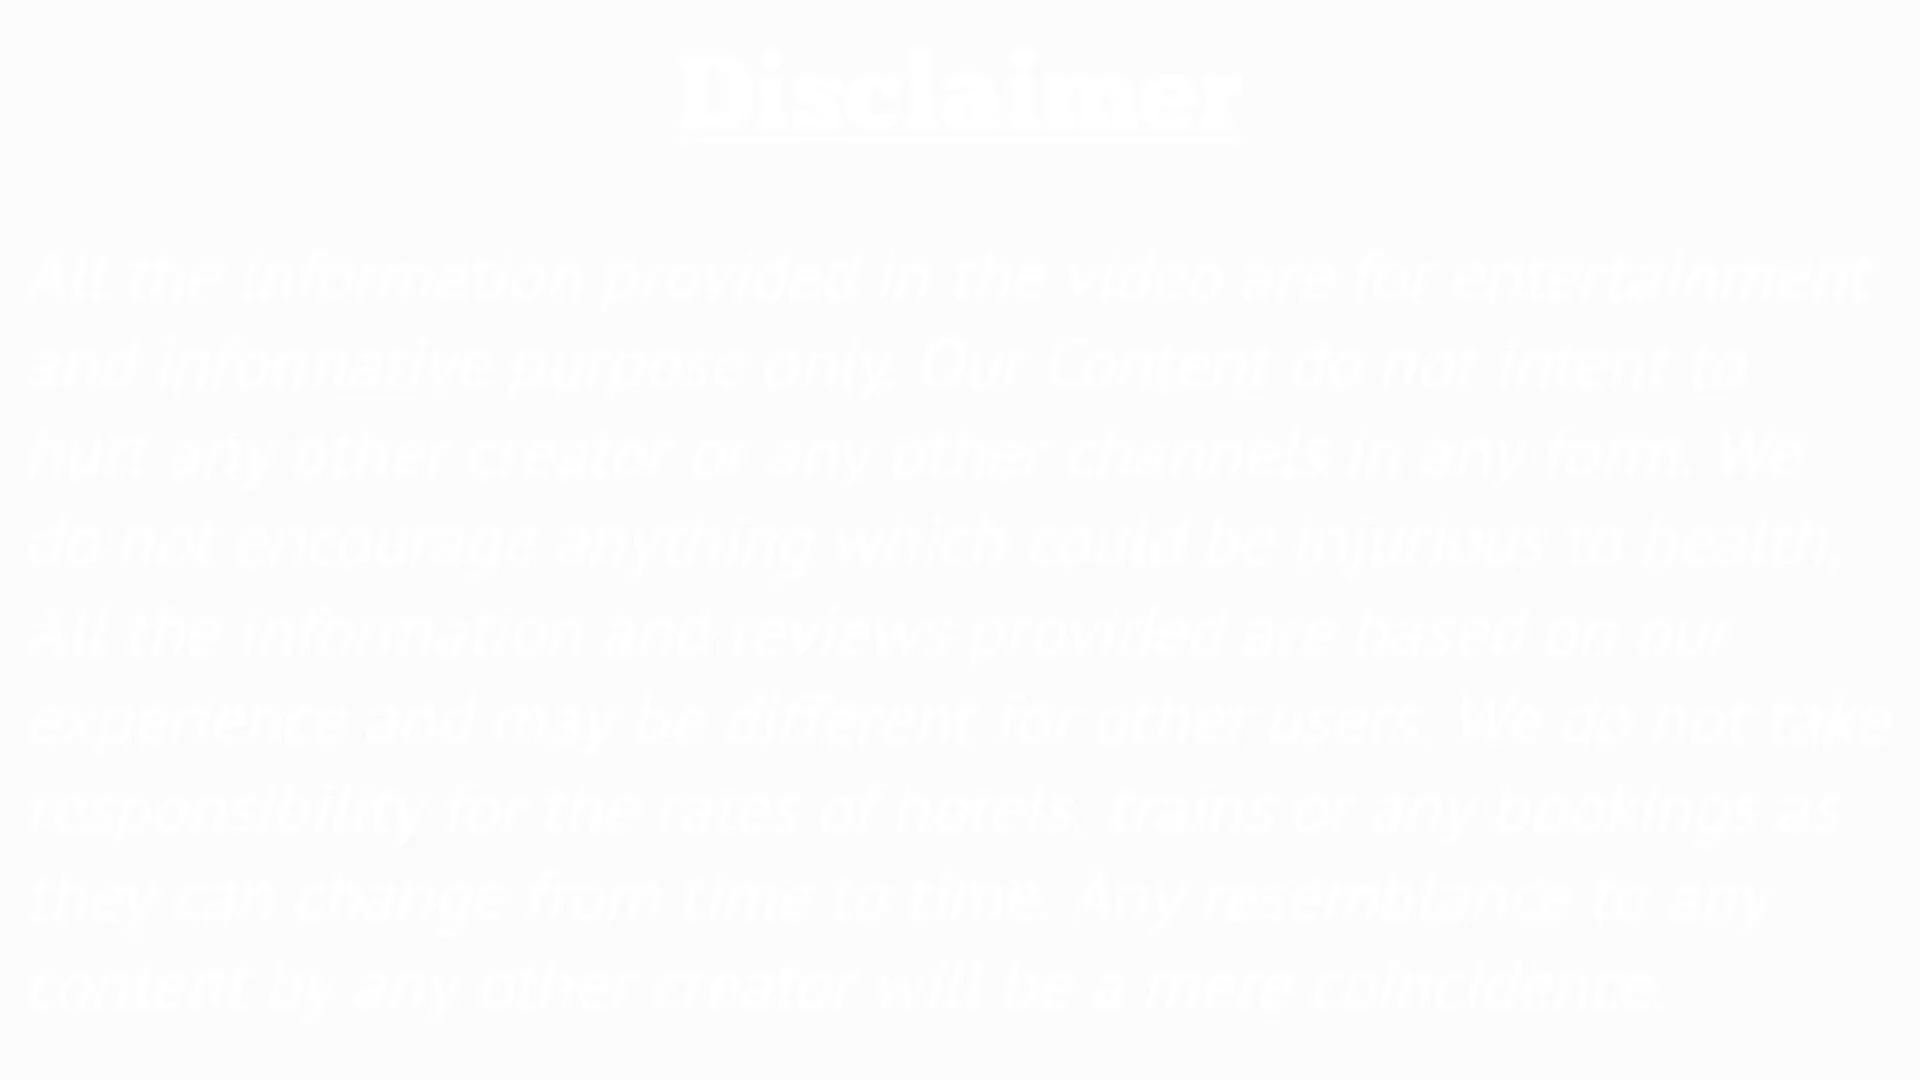 Disclaimer
All the information provided in the video are for entertainment
and informative purpose only. Our Content do not intent to
hurt any other creator or any other channels in any form. We
do not encourage anything which could be injurious to health,
All the information and reviews provided are based on our
experience and may be different for other users. We do not take
responsibility for the rates of hotels, trains or any bookings as
they can change from time to time. Any resemblance to any
content by any other creator will be a mere coincidence.